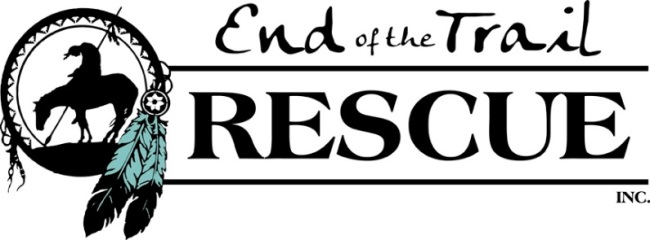 End of the Trail
RESCUE
INC.